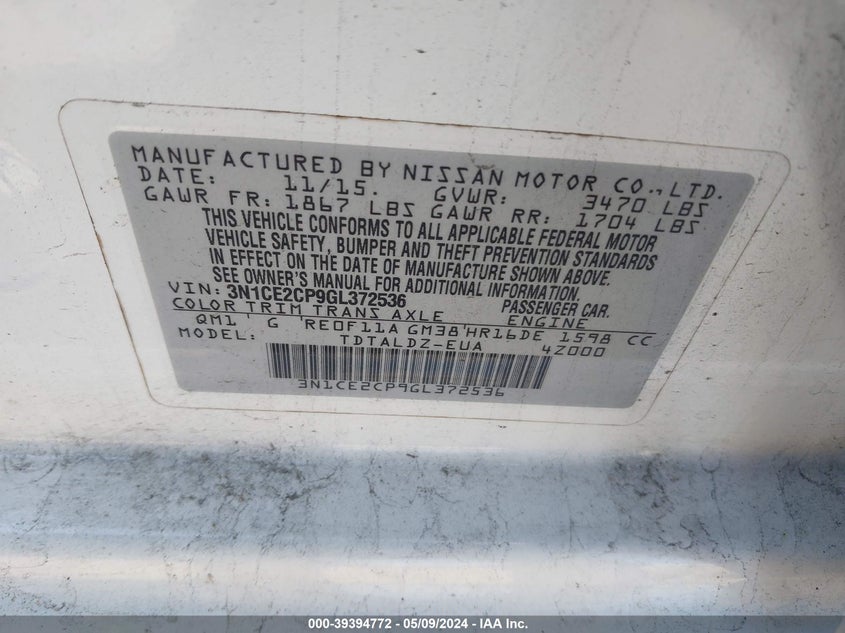 MANUFACTURED BY NISSAN MOTOR CO., LTD.
DATE: 11/15. GVWR: 3470 LBS
GAWR FR: 1867 LBS GAWR RR: 1704 LBS
THIS VEHICLE CONFORMS TO ALL APPLICABLE FEDERAL MOTOR
VEHICLE SAFETY, BUMPER AND THEFT PREVENTION STANDARDS
IN EFFECT ON THE DATE OF MANUFACTURE SHOWN ABOVE.
SEE OWNER'S MANUAL FOR ADDITIONAL INFORMATION.
VIN: 3N1CE2CP9GL372536 PASSENGER CAR.
COLOR TRIM TRANS AXLE ENGINE
QM1 G RE0F11A GM38 HR16DE 1598 CC
MODEL: TDTALDZ-EUA 4Z000
3N1CE2CP9GL372536
000-39394772 - 05/09/2024 - IAA Inc.